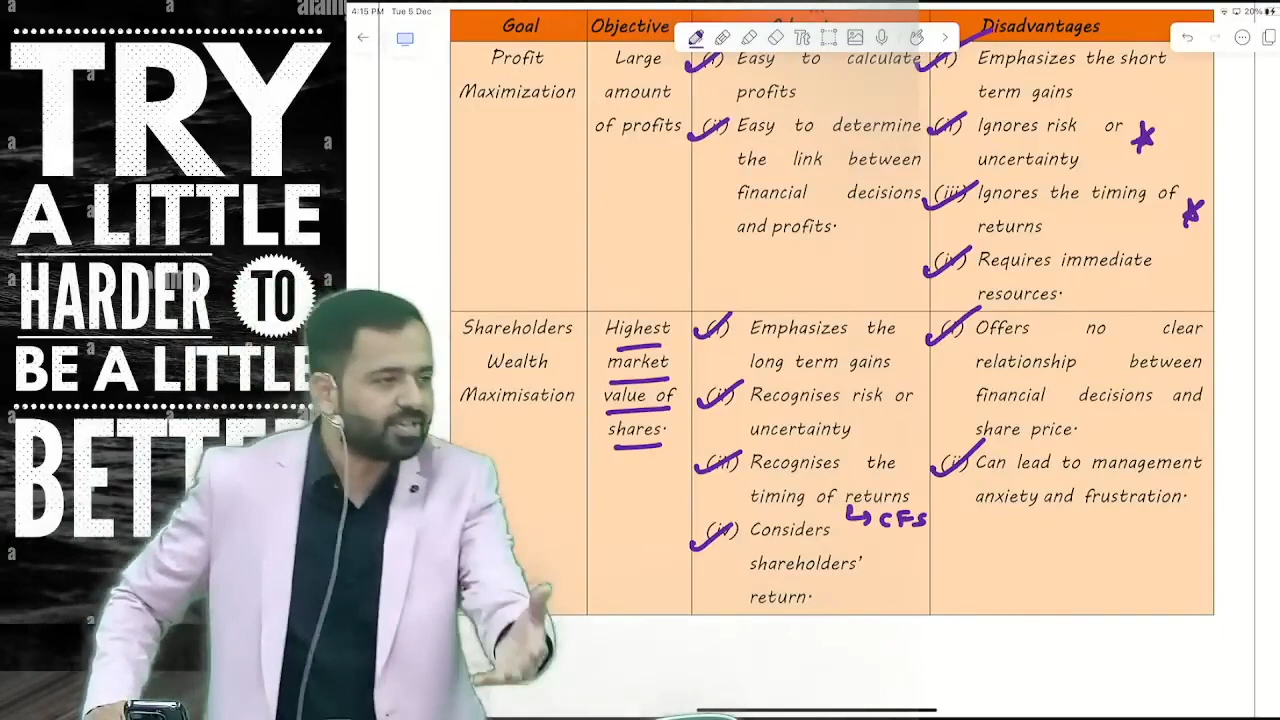 TRY
A LITTLE
HARDER TO
BE A LITTLE
BETTER
4:15 PM Tue 5 Dec
20%
Goal
Objective
Disadvantages
Profit
Maximization
Large
amount
of profits
(i) Easy to calculate
profits
(ii) Easy to determine
the link between
financial decisions
and profits.
(i) Emphasizes the short
term gains
(ii) Ignores risk or
uncertainty
(iii) Ignores the timing of
returns
(iv) Requires immediate
resources.
Shareholders
Wealth
Maximisation
Highest
market
value of
shares.
(i) Emphasizes the
long term gains
(ii) Recognises risk or
uncertainty
(iii) Recognises the
timing of returns
CFs
(iv) Considers
shareholders'
return.
(i) Offers no clear
relationship between
financial decisions and
share price.
(ii) Can lead to management
anxiety and frustration.